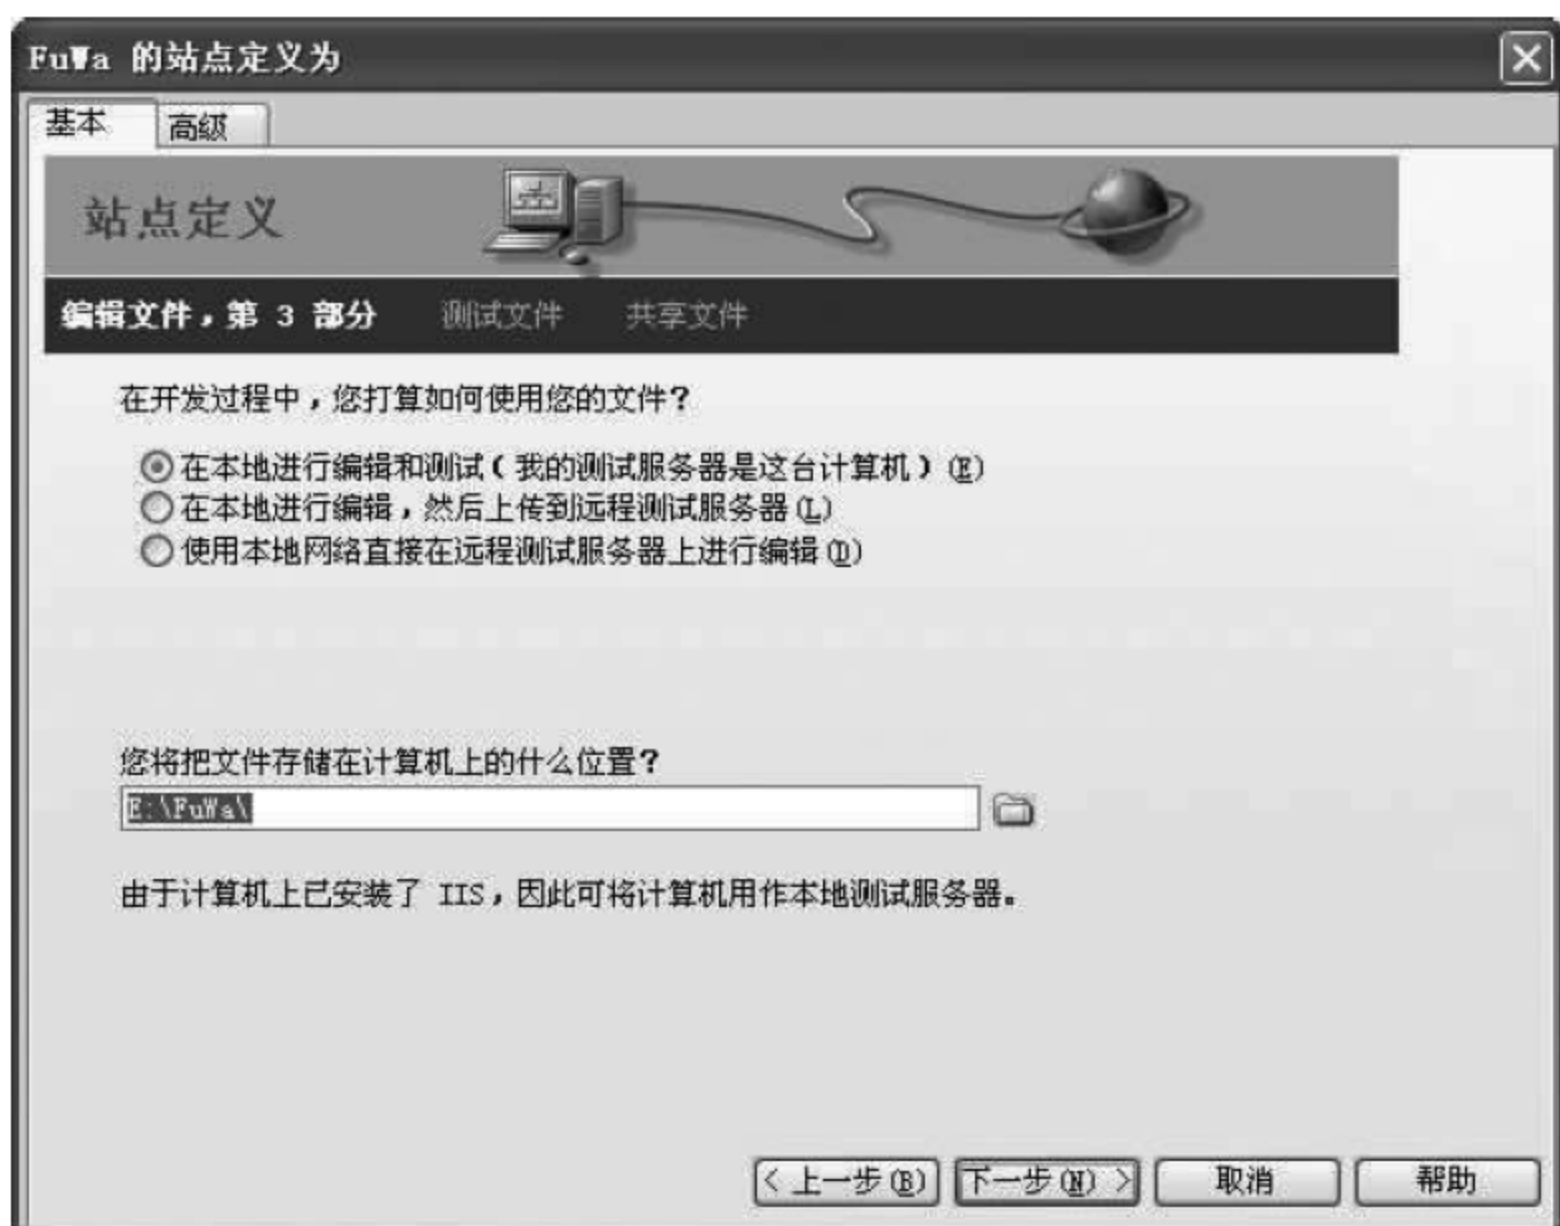 FuWa 的站点定义为
基本 高级
站点定义
编辑文件，第 3 部分 测试文件 共享文件
在开发过程中，您打算如何使用您的文件？
在本地进行编辑和测试（我的测试服务器是这台计算机）(E)
在本地进行编辑，然后上传到远程测试服务器(L)
使用本地网络直接在远程测试服务器上进行编辑(D)
您将把文件存储在计算机上的什么位置？
E:\FuWa\
由于计算机上已安装了 IIS，因此可将计算机用作本地测试服务器。
< 上一步(B) 下一步(N) > 取消 帮助